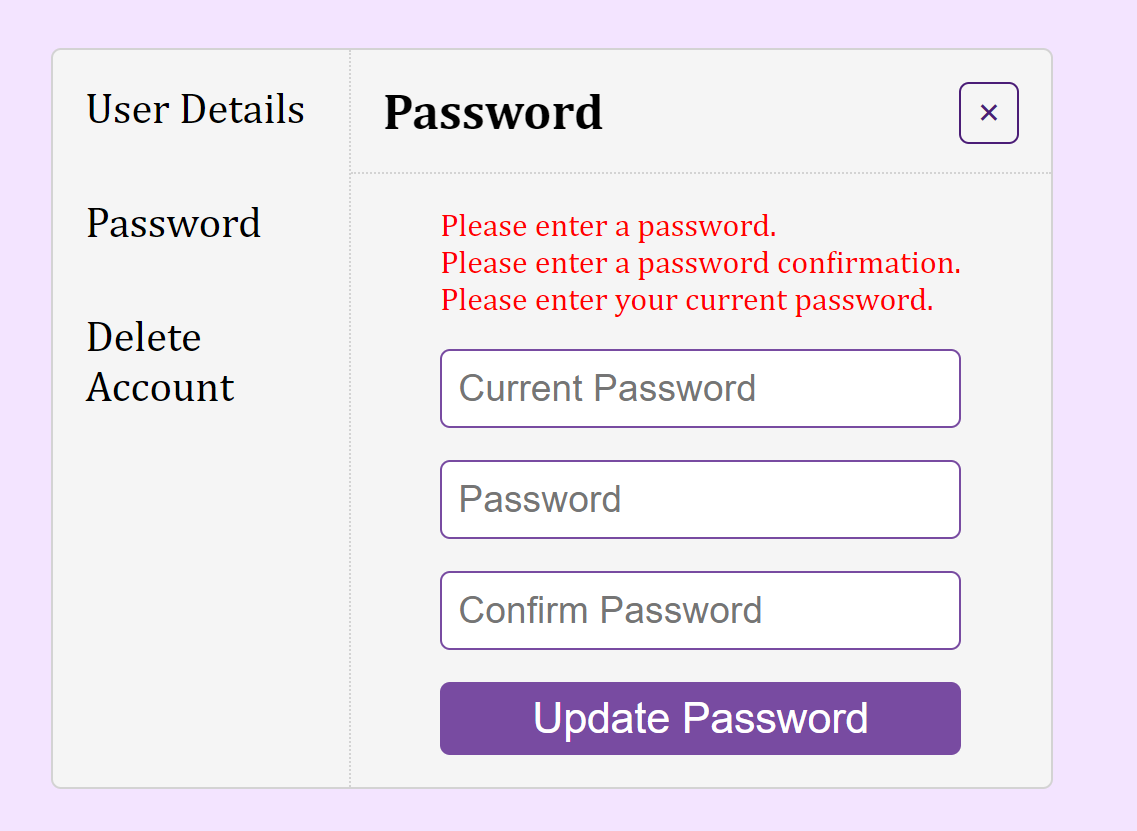 User Details
Password
Delete
Account
Password
×
Please enter a password.
Please enter a password confirmation.
Please enter your current password.
Current Password
Password
Confirm Password
Update Password